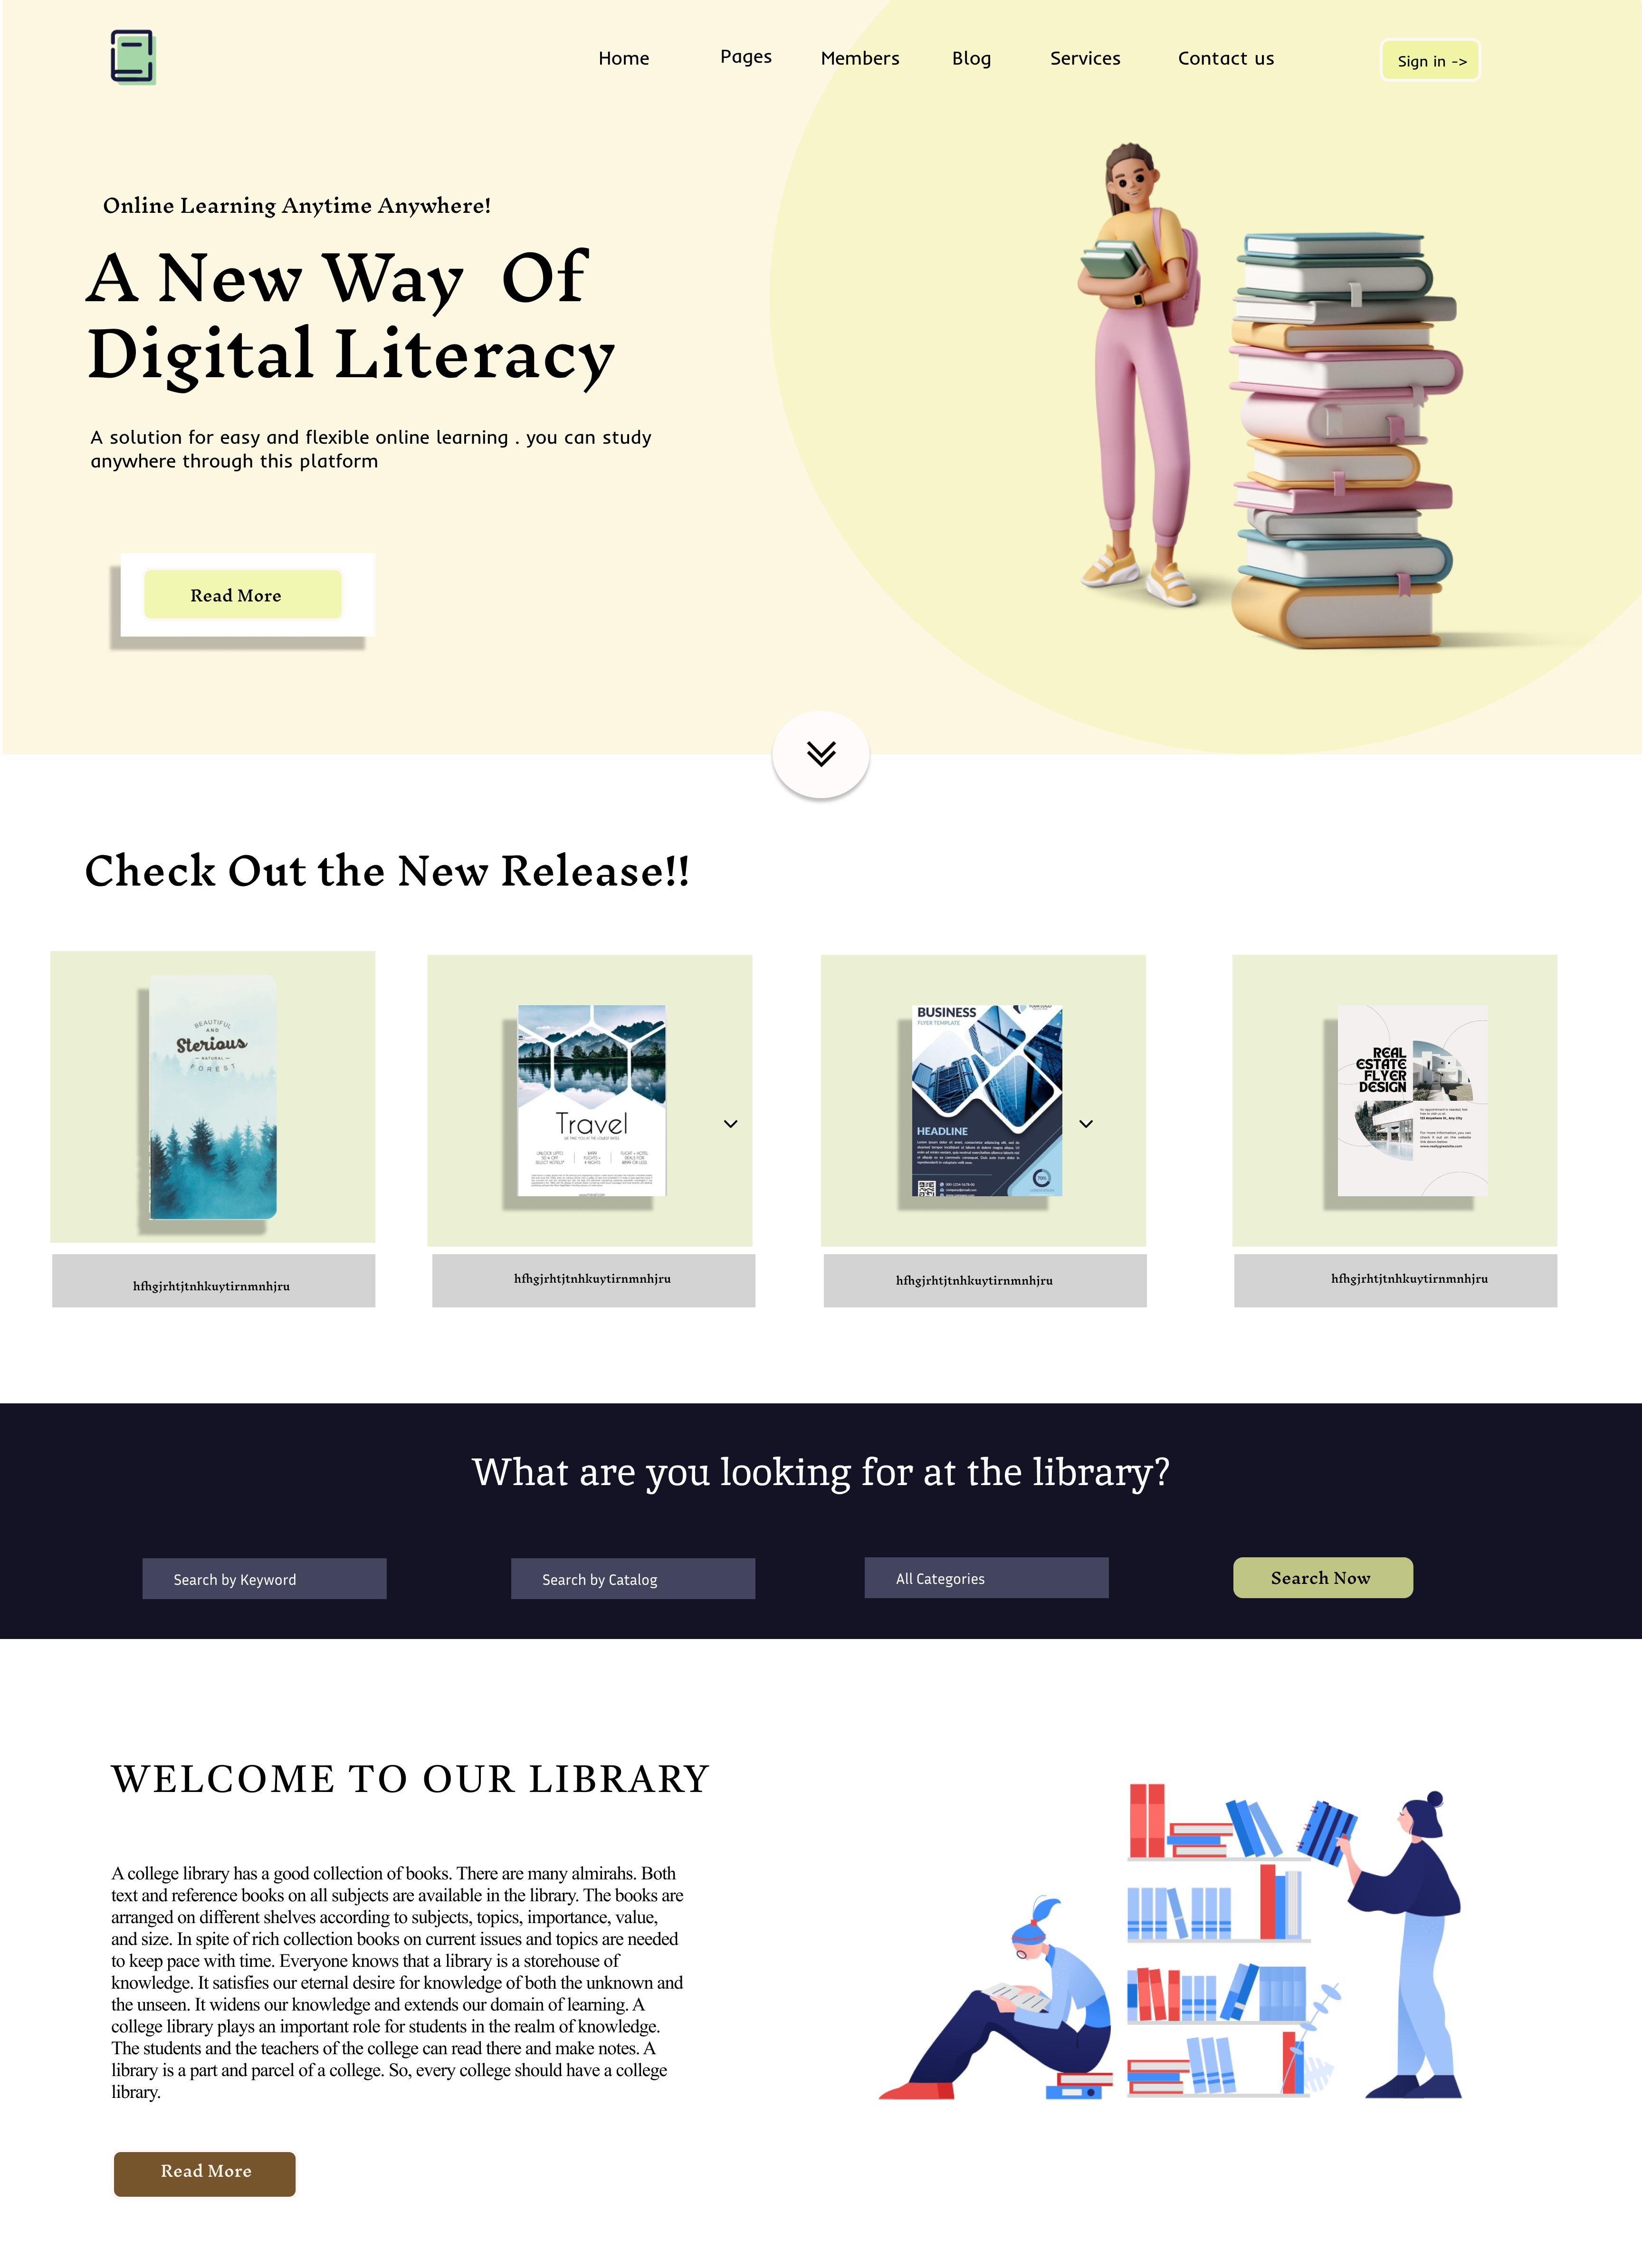 Home Pages Members Blog Services Contact us Sign in ->
Online Learning Anytime Anywhere!
A New Way Of
Digital Literacy
A solution for easy and flexible online learning . you can study
anywhere through this platform
Read More
Check Out the New Release!!
BEAUTIFUL
AND
Sterious
NATURAL
FOREST
Travel
BUSINESS
FLYER TEMPLATE
HEADLINE
REAL
ESTATE
FLYER
DESIGN
hfhgjrhtjtnhkuytirnmnhjru
hfhgjrhtjtnhkuytirnmnhjru
hfhgjrhtjtnhkuytirnmnhjru
hfhgjrhtjtnhkuytirnmnhjru
What are you looking for at the library?
Search by Keyword
Search by Catalog
All Categories
Search Now
WELCOME TO OUR LIBRARY
A college library has a good collection of books. There are many almirahs. Both
text and reference books on all subjects are available in the library. The books are
arranged on different shelves according to subjects, topics, importance, value,
and size. In spite of rich collection books on current issues and topics are needed
to keep pace with time. Everyone knows that a library is a storehouse of
knowledge. It satisfies our eternal desire for knowledge of both the unknown and
the unseen. It widens our knowledge and extends our domain of learning. A
college library plays an important role for students in the realm of knowledge.
The students and the teachers of the college can read there and make notes. A
library is a part and parcel of a college. So, every college should have a college
library.
Read More